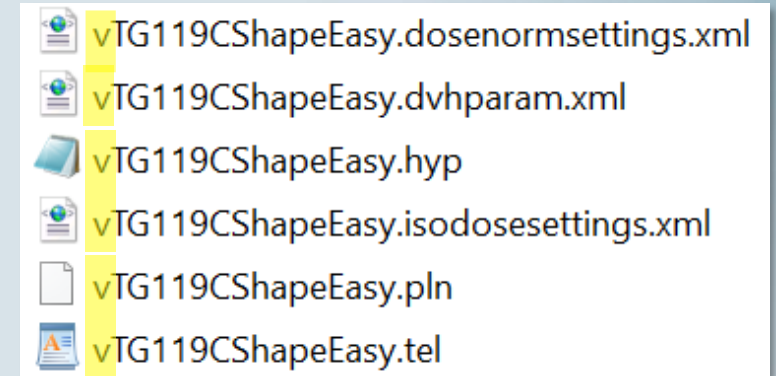 vTG119CShapeEasy.dosenormsettings.xml
vTG119CShapeEasy.dvhparam.xml
vTG119CShapeEasy.hyp
vTG119CShapeEasy.isodosesettings.xml
vTG119CShapeEasy.pln
vTG119CShapeEasy.tel